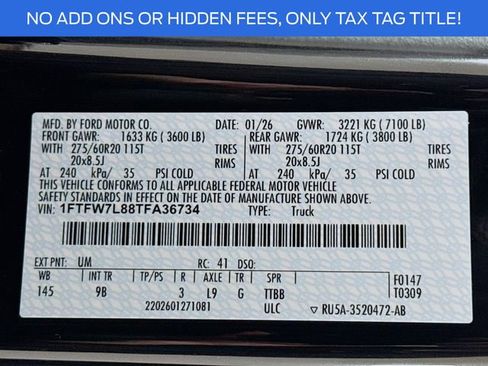 NO ADD ONS OR HIDDEN FEES, ONLY TAX TAG TITLE!
MFD. BY FORD MOTOR CO. DATE: 01/26 GVWR: 3221 KG ( 7100 LB)
FRONT GAWR: 1633 KG ( 3600 LB) REAR GAWR: 1724 KG ( 3800 LB)
WITH 275/60R20 115T TIRES WITH 275/60R20 115T TIRES
20x8.5J RIMS 20x8.5J RIMS
AT 240 kPa/ 35 PSI COLD AT 240 kPa/ 35 PSI COLD
THIS VEHICLE CONFORMS TO ALL APPLICABLE FEDERAL MOTOR VEHICLE
SAFETY STANDARDS IN EFFECT ON THE DATE OF MANUFACTURE SHOWN ABOVE.
VIN: 1FTFW7L88TFA36734 TYPE: Truck
EXT PNT: UM RC: 41 DSO:
WB INT TR TP/PS R AXLE TR SPR F0147
145 9B 3 L9 G TTBB T0309
2202601271081 ULC ▽ RU5A-3520472-AB